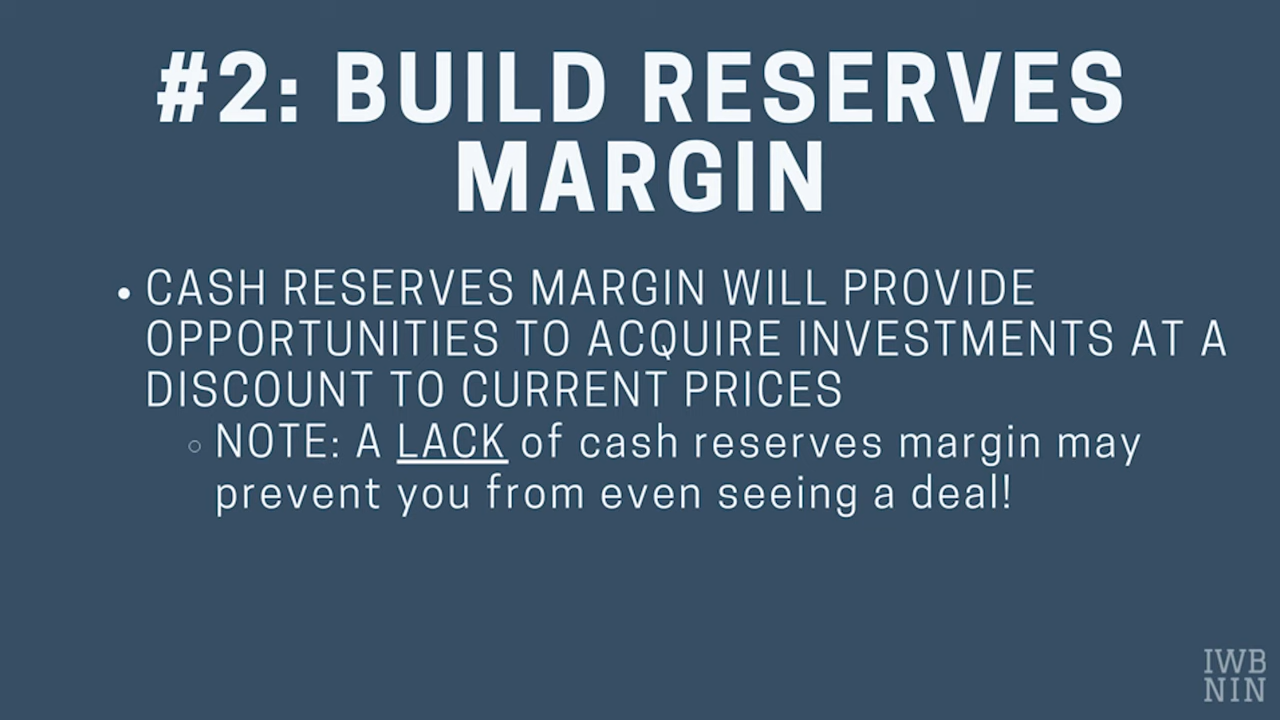 #2: BUILD RESERVES
MARGIN
• CASH RESERVES MARGIN WILL PROVIDE
OPPORTUNITIES TO ACQUIRE INVESTMENTS AT A
DISCOUNT TO CURRENT PRICES
◦ NOTE: A LACK of cash reserves margin may
prevent you from even seeing a deal!
IWB
NIN